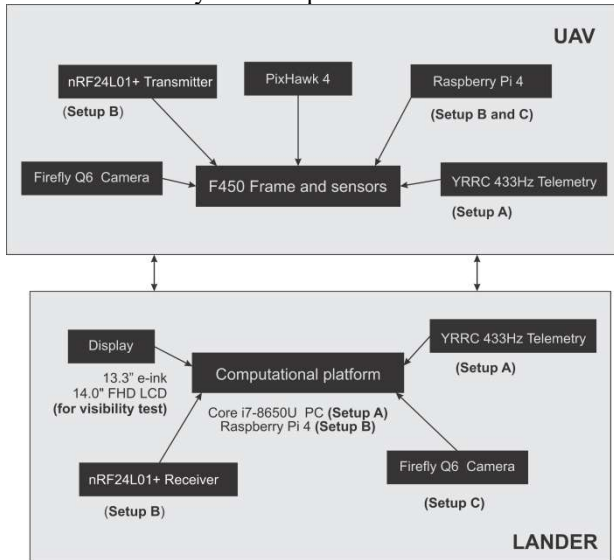 UAV
nRF24L01+ Transmitter
(Setup B)
PixHawk 4
Raspberry Pi 4
(Setup B and C)
Firefly Q6 Camera
F450 Frame and sensors
YRRC 433Hz Telemetry
(Setup A)
Display
13.3" e-ink
14.0" FHD LCD
(for visibility test)
Computational platform
Core i7-8650U PC (Setup A)
Raspberry Pi 4 (Setup B)
YRRC 433Hz Telemetry
(Setup A)
nRF24L01+ Receiver
(Setup B)
Firefly Q6 Camera
(Setup C)
LANDER